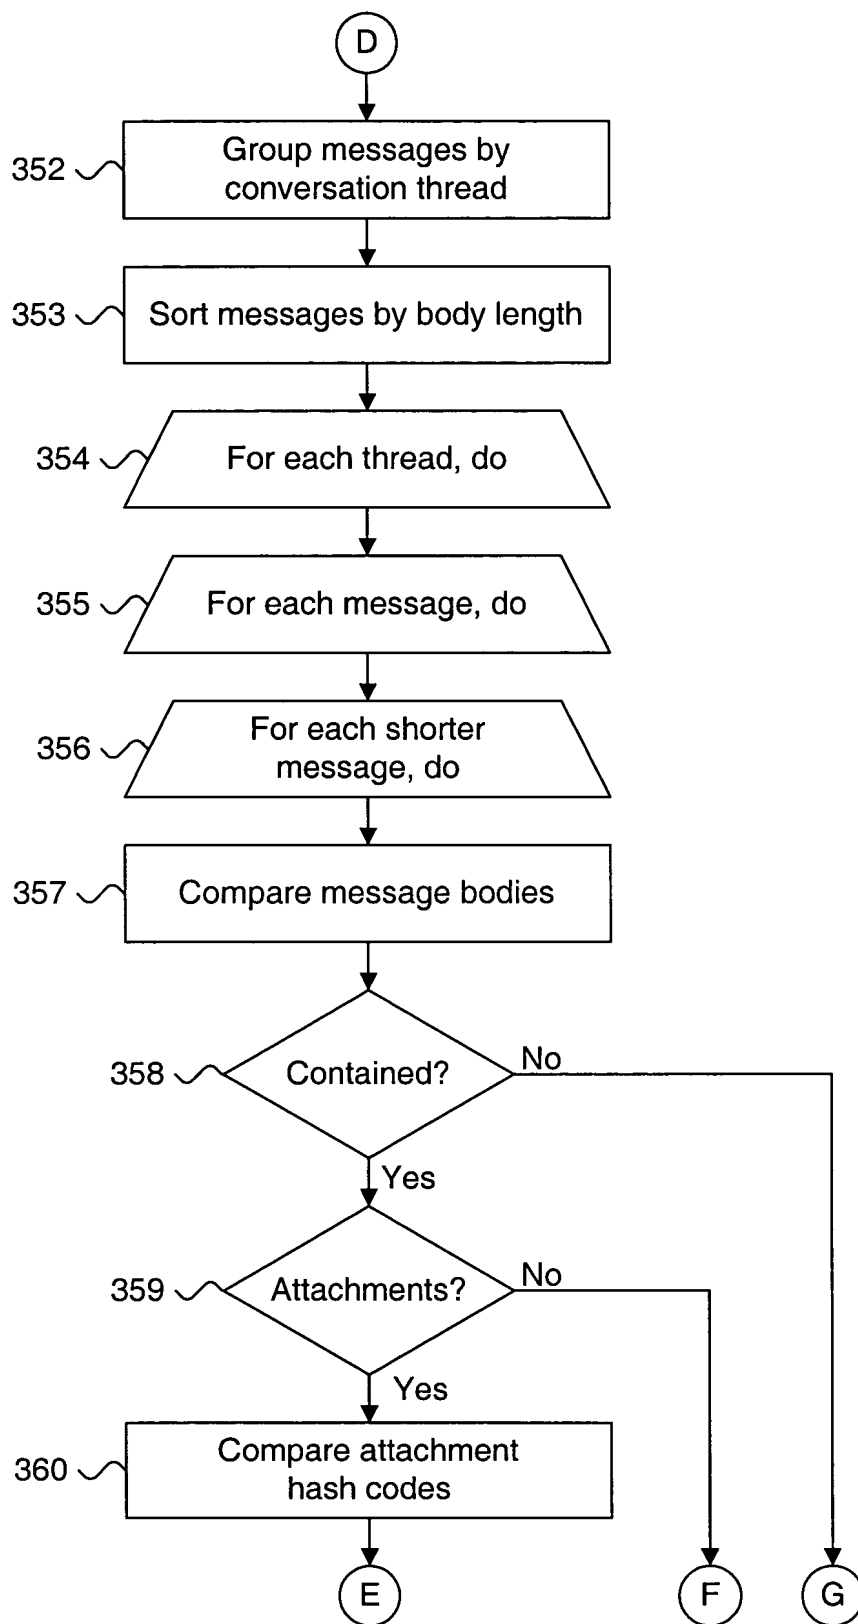 D
352
Group messages by
conversation thread
353
Sort messages by body length
354
For each thread, do
355
For each message, do
356
For each shorter
message, do
357
Compare message bodies
358
Contained?
No
Yes
359
Attachments?
No
Yes
360
Compare attachment
hash codes
E
F
G